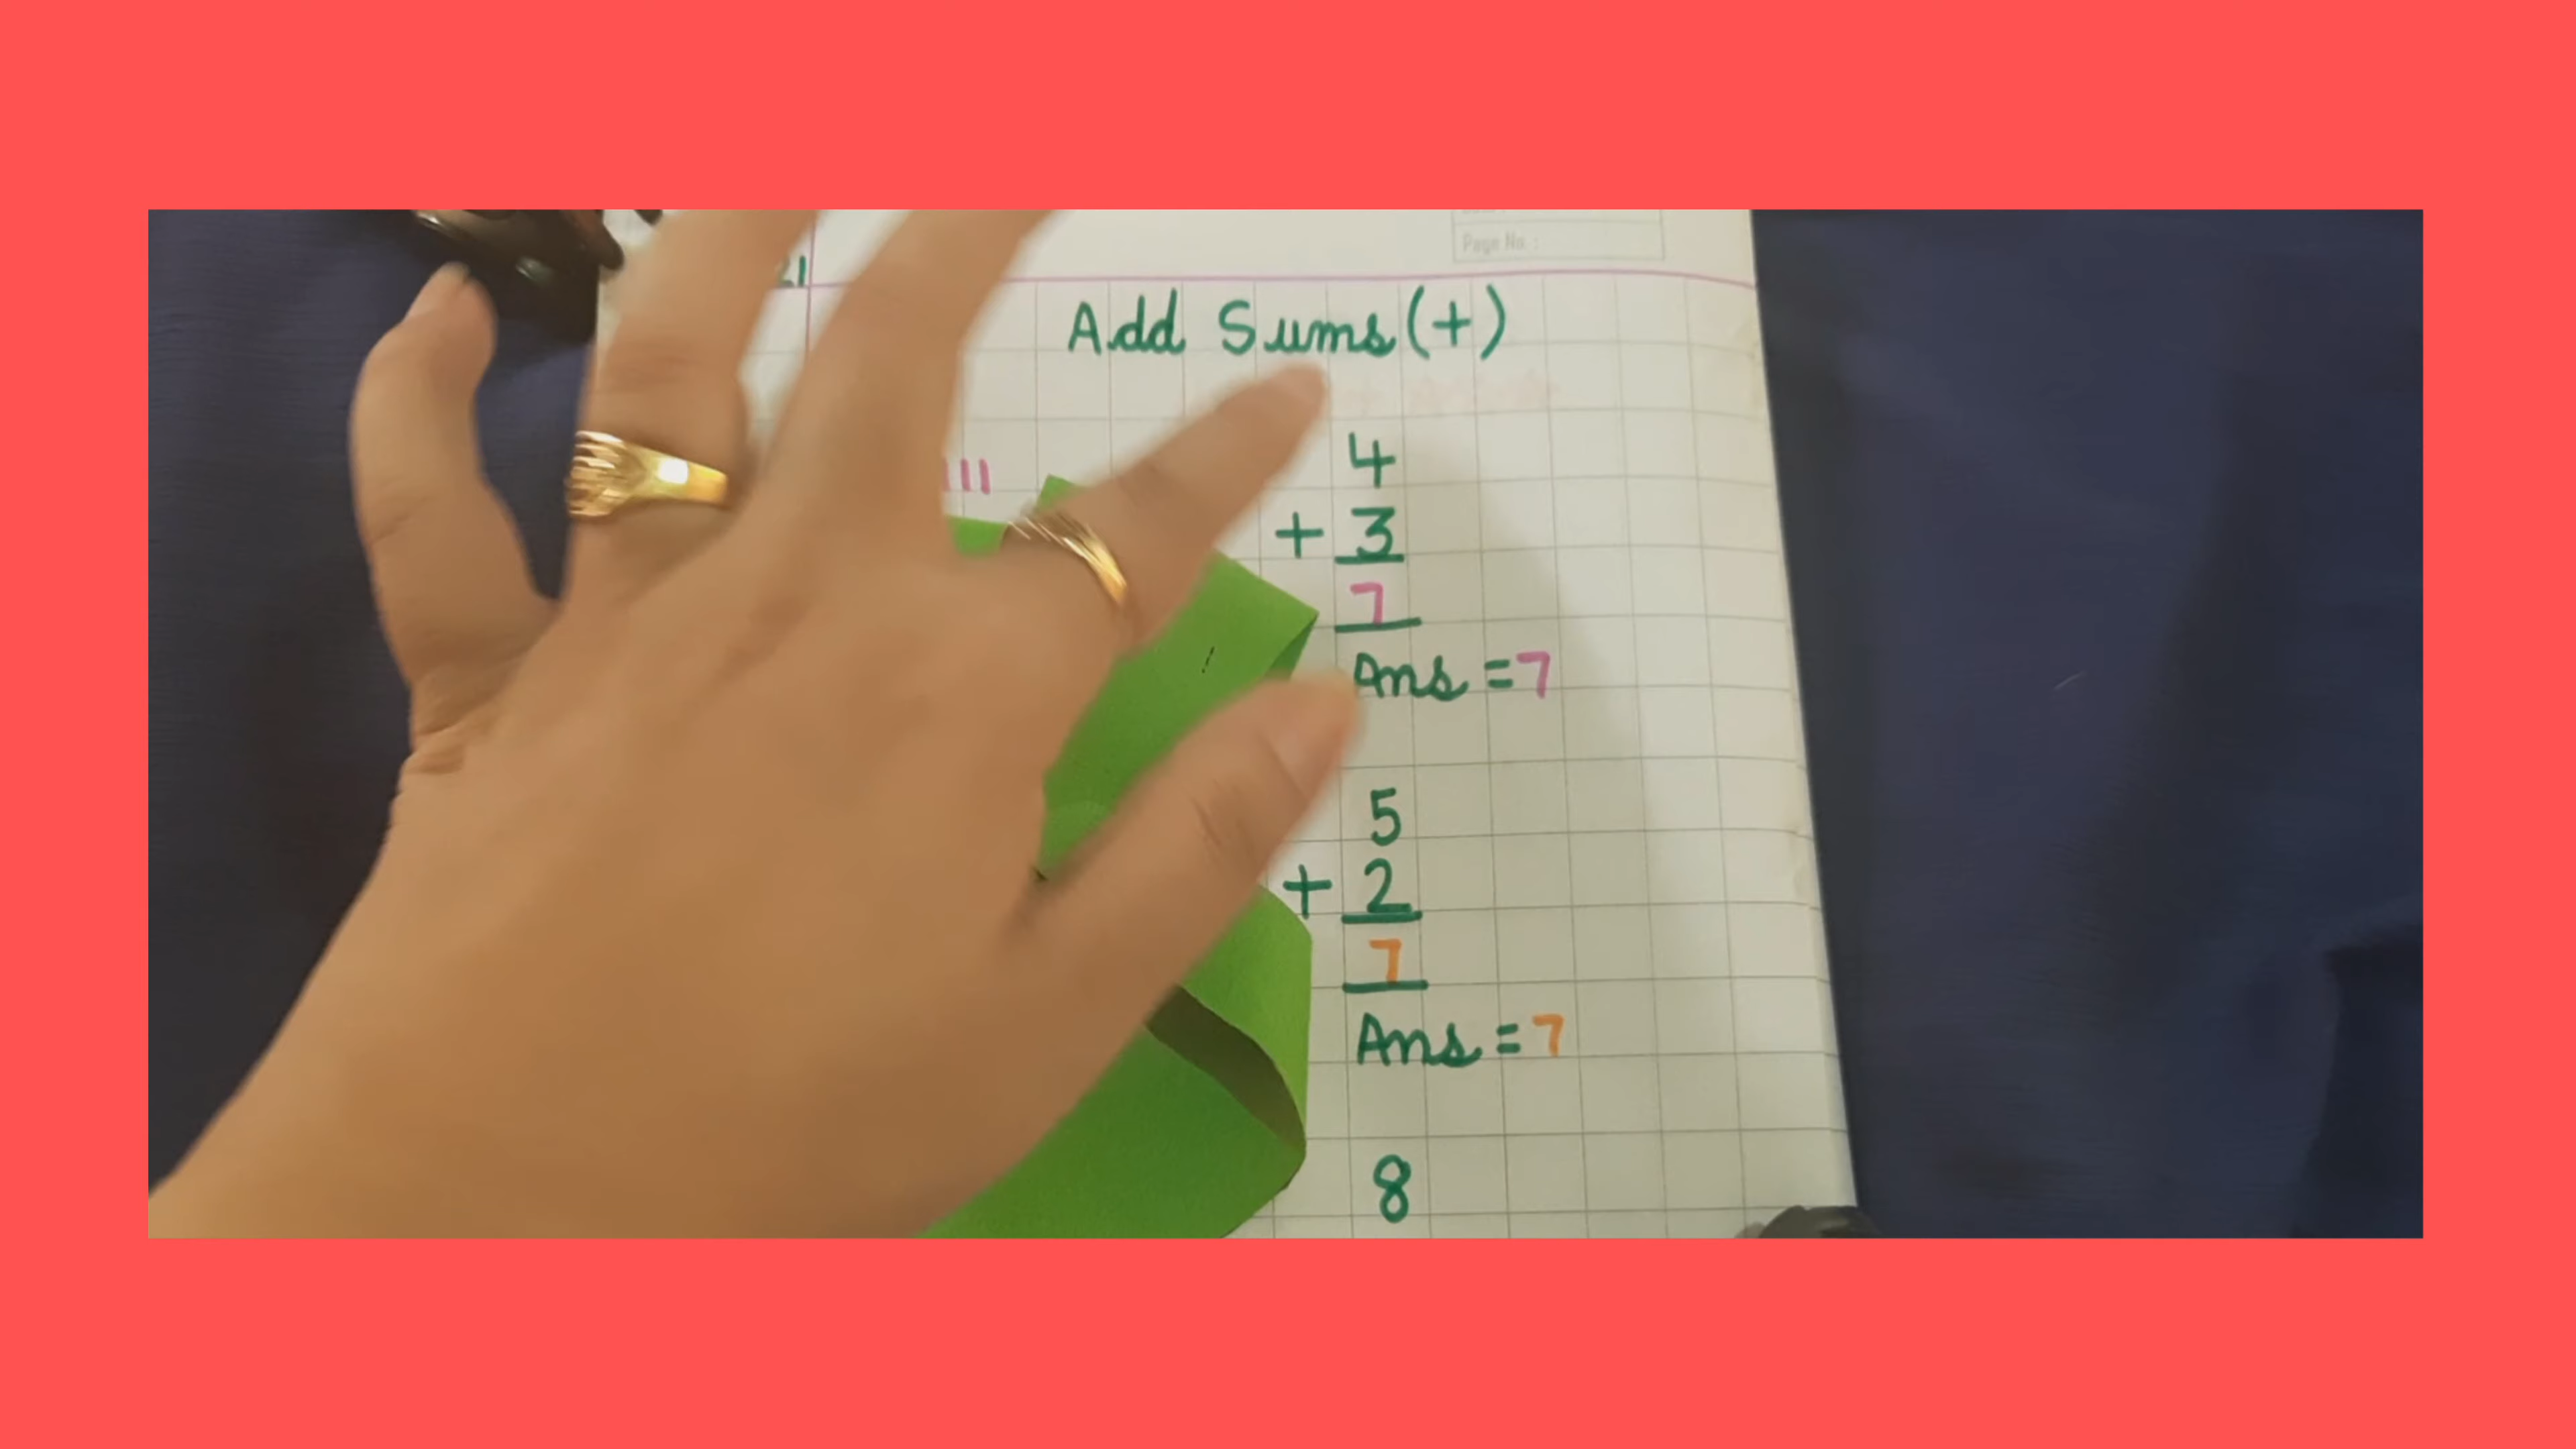 Page No. :
Add Sums (+)
4
+ 3
7
Ans = 7
5
+ 2
7
Ans = 7
8